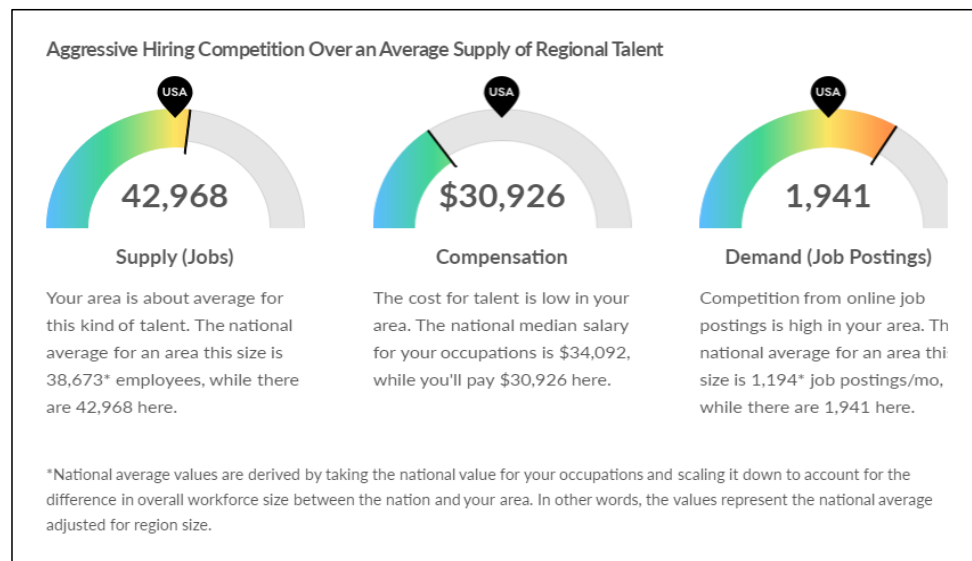 Aggressive Hiring Competition Over an Average Supply of Regional Talent
USA
42,968
Supply (Jobs)
Your area is about average for
this kind of talent. The national
average for an area this size is
38,673* employees, while there
are 42,968 here.
USA
$30,926
Compensation
The cost for talent is low in your
area. The national median salary
for your occupations is $34,092,
while you'll pay $30,926 here.
USA
1,941
Demand (Job Postings)
Competition from online job
postings is high in your area. Th
national average for an area thi
size is 1,194* job postings/mo,
while there are 1,941 here.
*National average values are derived by taking the national value for your occupations and scaling it down to account for the
difference in overall workforce size between the nation and your area. In other words, the values represent the national average
adjusted for region size.